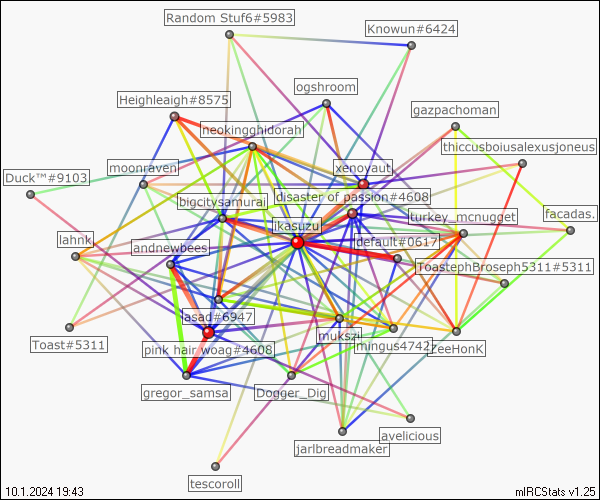 Random Stuf6#5983
Knowun#6424
ogshroom
Heighleaigh#8575
gazpachoman
neokingghidorah
thiccusboiusalexusjoneus
moonraven
xenoyaut
Duck™#9103
bigcitysamurai
disaster of passion#4608
turkey_mcnugget
facadas.
ikasuzu
lahnk
andnewbees
default#0617
ToastephBroseph5311#5311
Toast#5311
asad#6947
mukszi
mingus4742
ZeeHonK
pink hair woag#4608
gregor_samsa
Dogger_Dig
avelicious
jarlbreadmaker
tescoroll
10.1.2024 19:43
mIRCStats v1.25